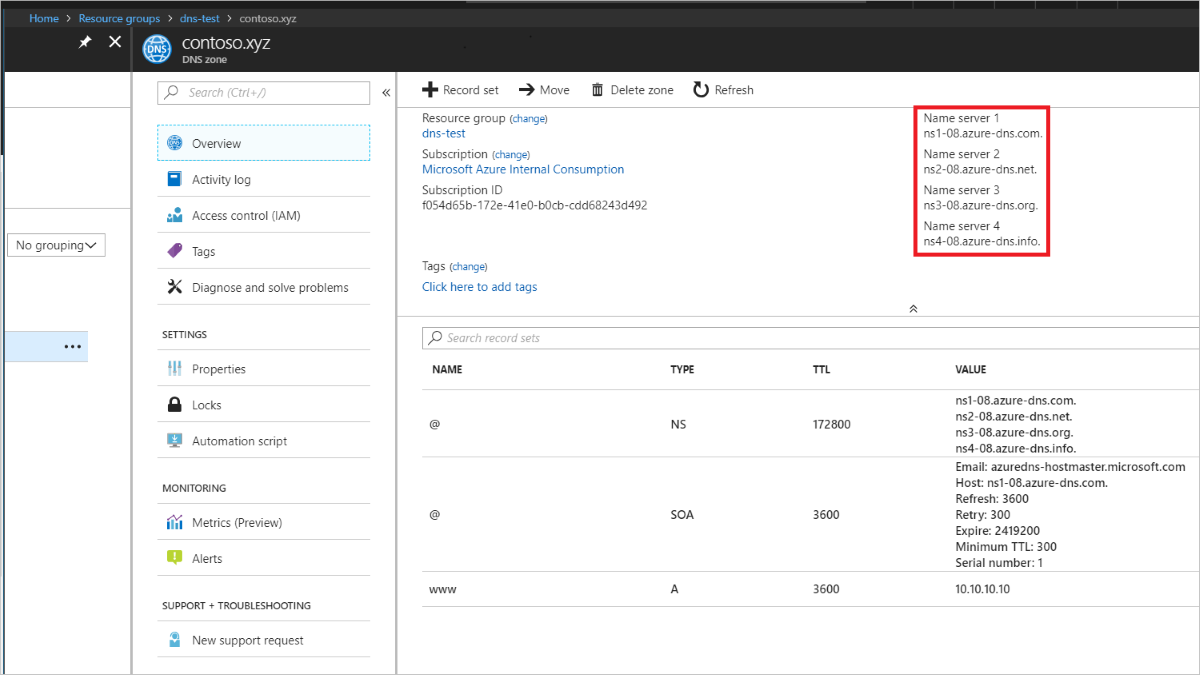 Home > Resource groups > dns-test > contoso.xyz
DNS
contoso.xyz
DNS zone
No grouping
Search (Ctrl+/)
Overview
Activity log
Access control (IAM)
Tags
Diagnose and solve problems
SETTINGS
Properties
Locks
Automation script
MONITORING
Metrics (Preview)
Alerts
SUPPORT + TROUBLESHOOTING
New support request
Record set Move Delete zone Refresh
Resource group (change)
dns-test
Subscription (change)
Microsoft Azure Internal Consumption
Subscription ID
f054d65b-172e-41e0-b0cb-cdd68243d492
Tags (change)
Click here to add tags
Name server 1
ns1-08.azure-dns.com.
Name server 2
ns2-08.azure-dns.net.
Name server 3
ns3-08.azure-dns.org.
Name server 4
ns4-08.azure-dns.info.
Search record sets
NAME TYPE TTL VALUE
@ NS 172800 ns1-08.azure-dns.com.
ns2-08.azure-dns.net.
ns3-08.azure-dns.org.
ns4-08.azure-dns.info.
@ SOA 3600 Email: azuredns-hostmaster.microsoft.com
Host: ns1-08.azure-dns.com.
Refresh: 3600
Retry: 300
Expire: 2419200
Minimum TTL: 300
Serial number: 1
www A 3600 10.10.10.10